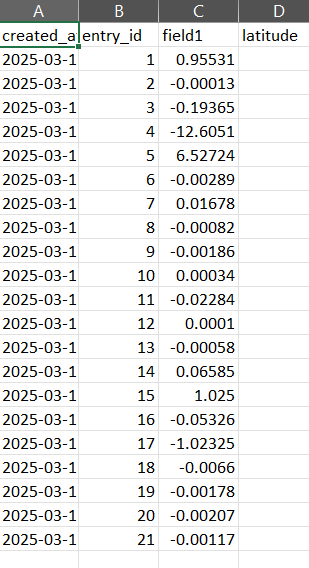 A B C D
created_a entry_id field1 latitude
2025-03-1 1 0.95531
2025-03-1 2 -0.00013
2025-03-1 3 -0.19365
2025-03-1 4 -12.6051
2025-03-1 5 6.52724
2025-03-1 6 -0.00289
2025-03-1 7 0.01678
2025-03-1 8 -0.00082
2025-03-1 9 -0.00186
2025-03-1 10 0.00034
2025-03-1 11 -0.02284
2025-03-1 12 0.0001
2025-03-1 13 -0.00058
2025-03-1 14 0.06585
2025-03-1 15 1.025
2025-03-1 16 -0.05326
2025-03-1 17 -1.02325
2025-03-1 18 -0.0066
2025-03-1 19 -0.00178
2025-03-1 20 -0.00207
2025-03-1 21 -0.00117